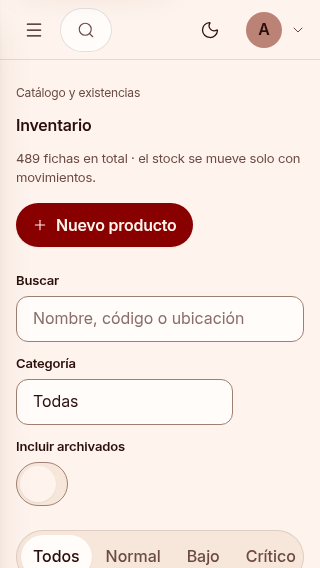 A
Catálogo y existencias
Inventario
489 fichas en total · el stock se mueve solo con
movimientos.
Nuevo producto
Buscar
Nombre, código o ubicación
Categoría
Todas
Incluir archivados
Todos Normal Bajo Crítico